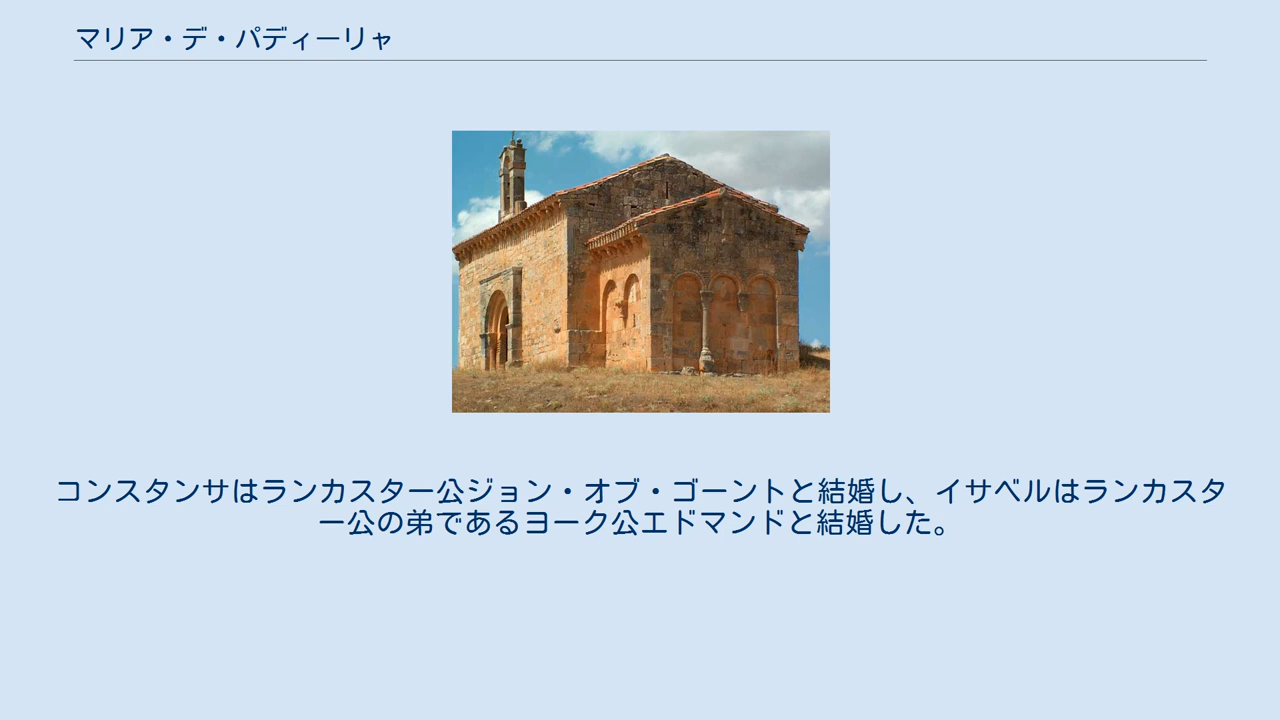 マリア・デ・パディーリャ
コンスタンサはランカスター公ジョン・オブ・ゴーントと結婚し、イサベルはランカスタ
ー公の弟であるヨーク公エドマンドと結婚した。